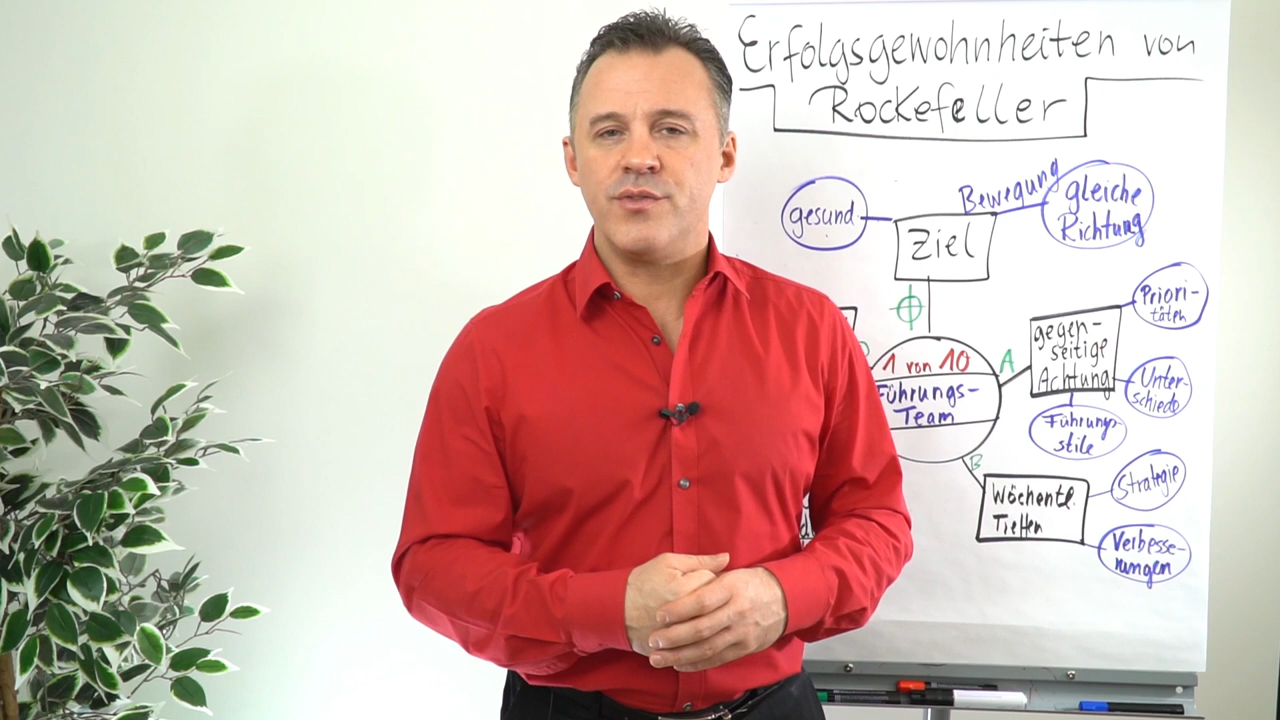 Erfolgsgewohnheiten von
Rockefeller
gesund
Bewegung
gleiche
Richtung
Ziel
1 von 10
Führungs-
Team
A
gegen-
seitige
Achtung
Priori-
täten
Unter-
schiede
Führungs-
stile
B
Wöchentl.
Treffen
Strategie
Verbesse-
rungen